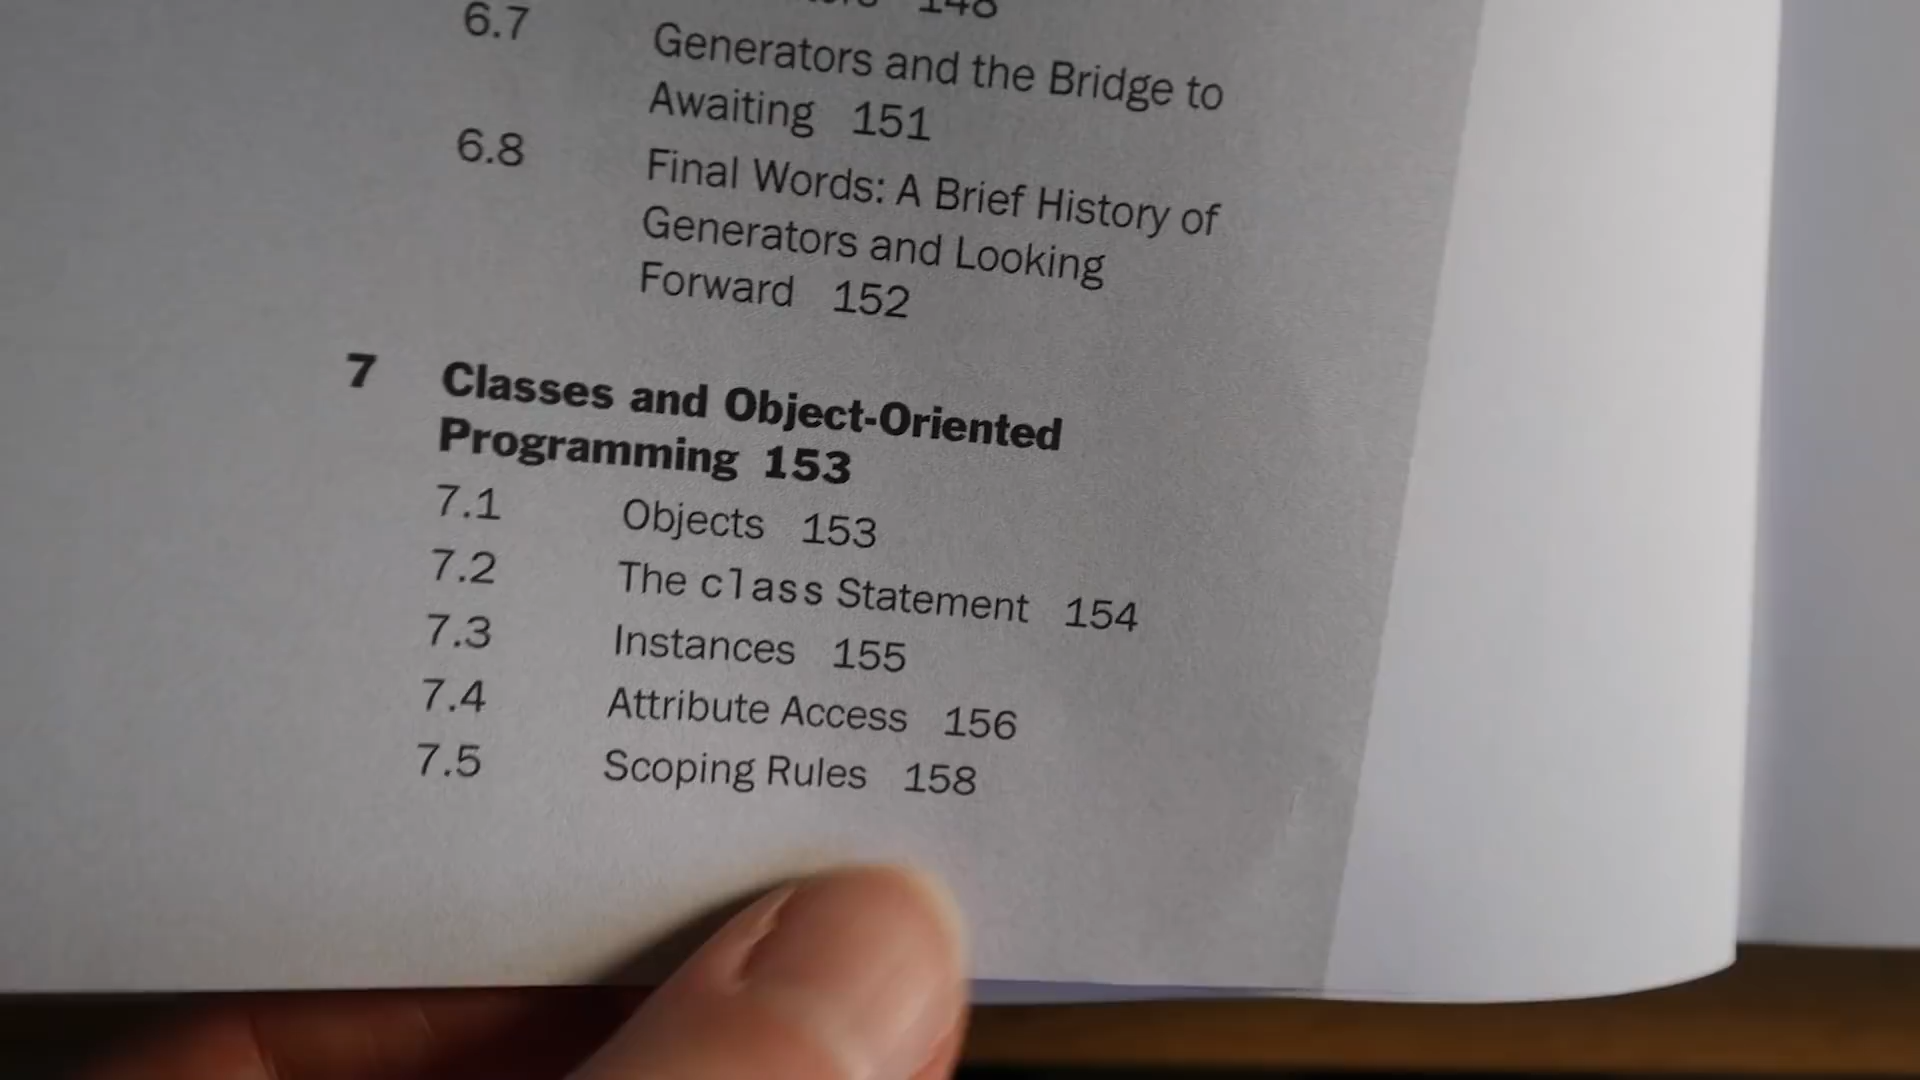 148
6.7 Generators and the Bridge to
Awaiting 151
6.8 Final Words: A Brief History of
Generators and Looking
Forward 152
7 Classes and Object-Oriented
Programming 153
7.1 Objects 153
7.2 The class Statement 154
7.3 Instances 155
7.4 Attribute Access 156
7.5 Scoping Rules 158